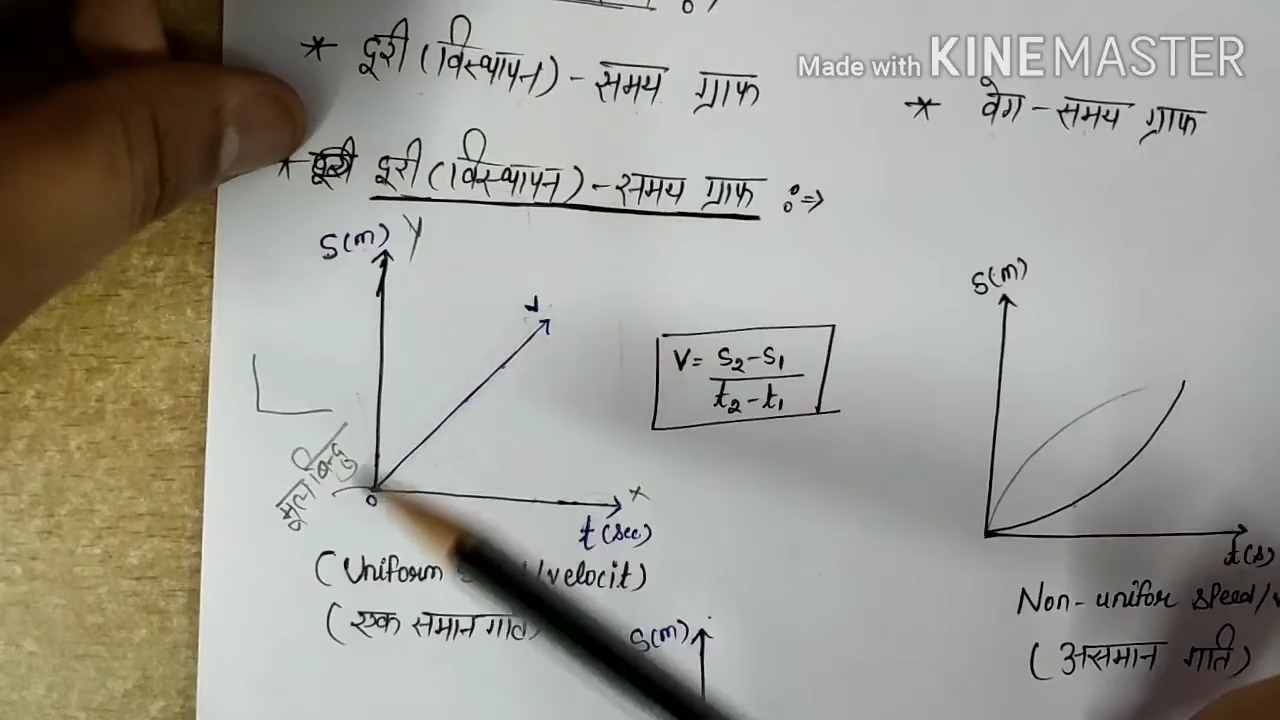 Made with KINEMASTER
* दूरी (विस्थापन) - समय ग्राफ
* वेग - समय ग्राफ
* दूरी (विस्थापन) - समय ग्राफ :⇒
S(m) Y
V = S₂ - S₁
t₂ - t₁
मूल बिन्दु
0
x
t (sec)
(Uniform /velocit)
(एक समान
S(m)
t(s)
Non-unifor speed/
(असमान गति)
S(m)